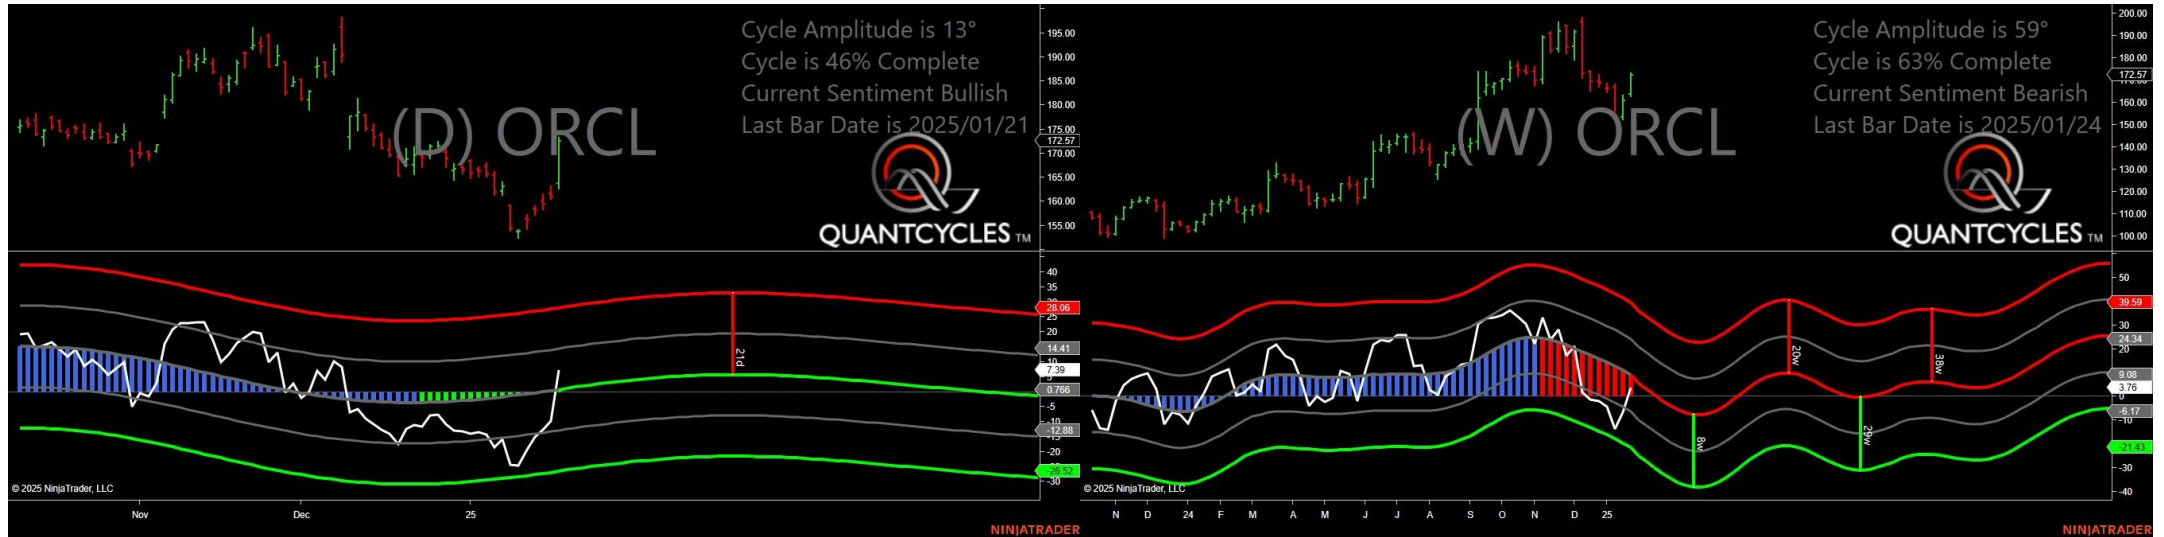 Cycle Amplitude is 13°
Cycle is 46% Complete
Current Sentiment Bullish
Last Bar Date is 2025/01/21
(D) ORCL
QUANTCYCLES TM
195.00
190.00
185.00
180.00
175.00
172.57
170.00
165.00
160.00
155.00
40
35
28.06
25
20
14.41
10
7.39
5
0.766
-5
-12.88
-15
-20
-26.52
-30
21d
© 2025 NinjaTrader, LLC
Nov
Dec
25
NINJATRADER
Cycle Amplitude is 59°
Cycle is 63% Complete
Current Sentiment Bearish
Last Bar Date is 2025/01/24
(W) ORCL
QUANTCYCLES TM
200.00
190.00
180.00
172.57
160.00
150.00
140.00
130.00
120.00
110.00
100.00
50
39.59
30
24.34
20
9.08
3.76
0
-6.17
-10
-21.43
-30
-40
8w
20w
29w
38w
© 2025 NinjaTrader, LLC
N D 24 F M A M J J A S O N D 25
NINJATRADER